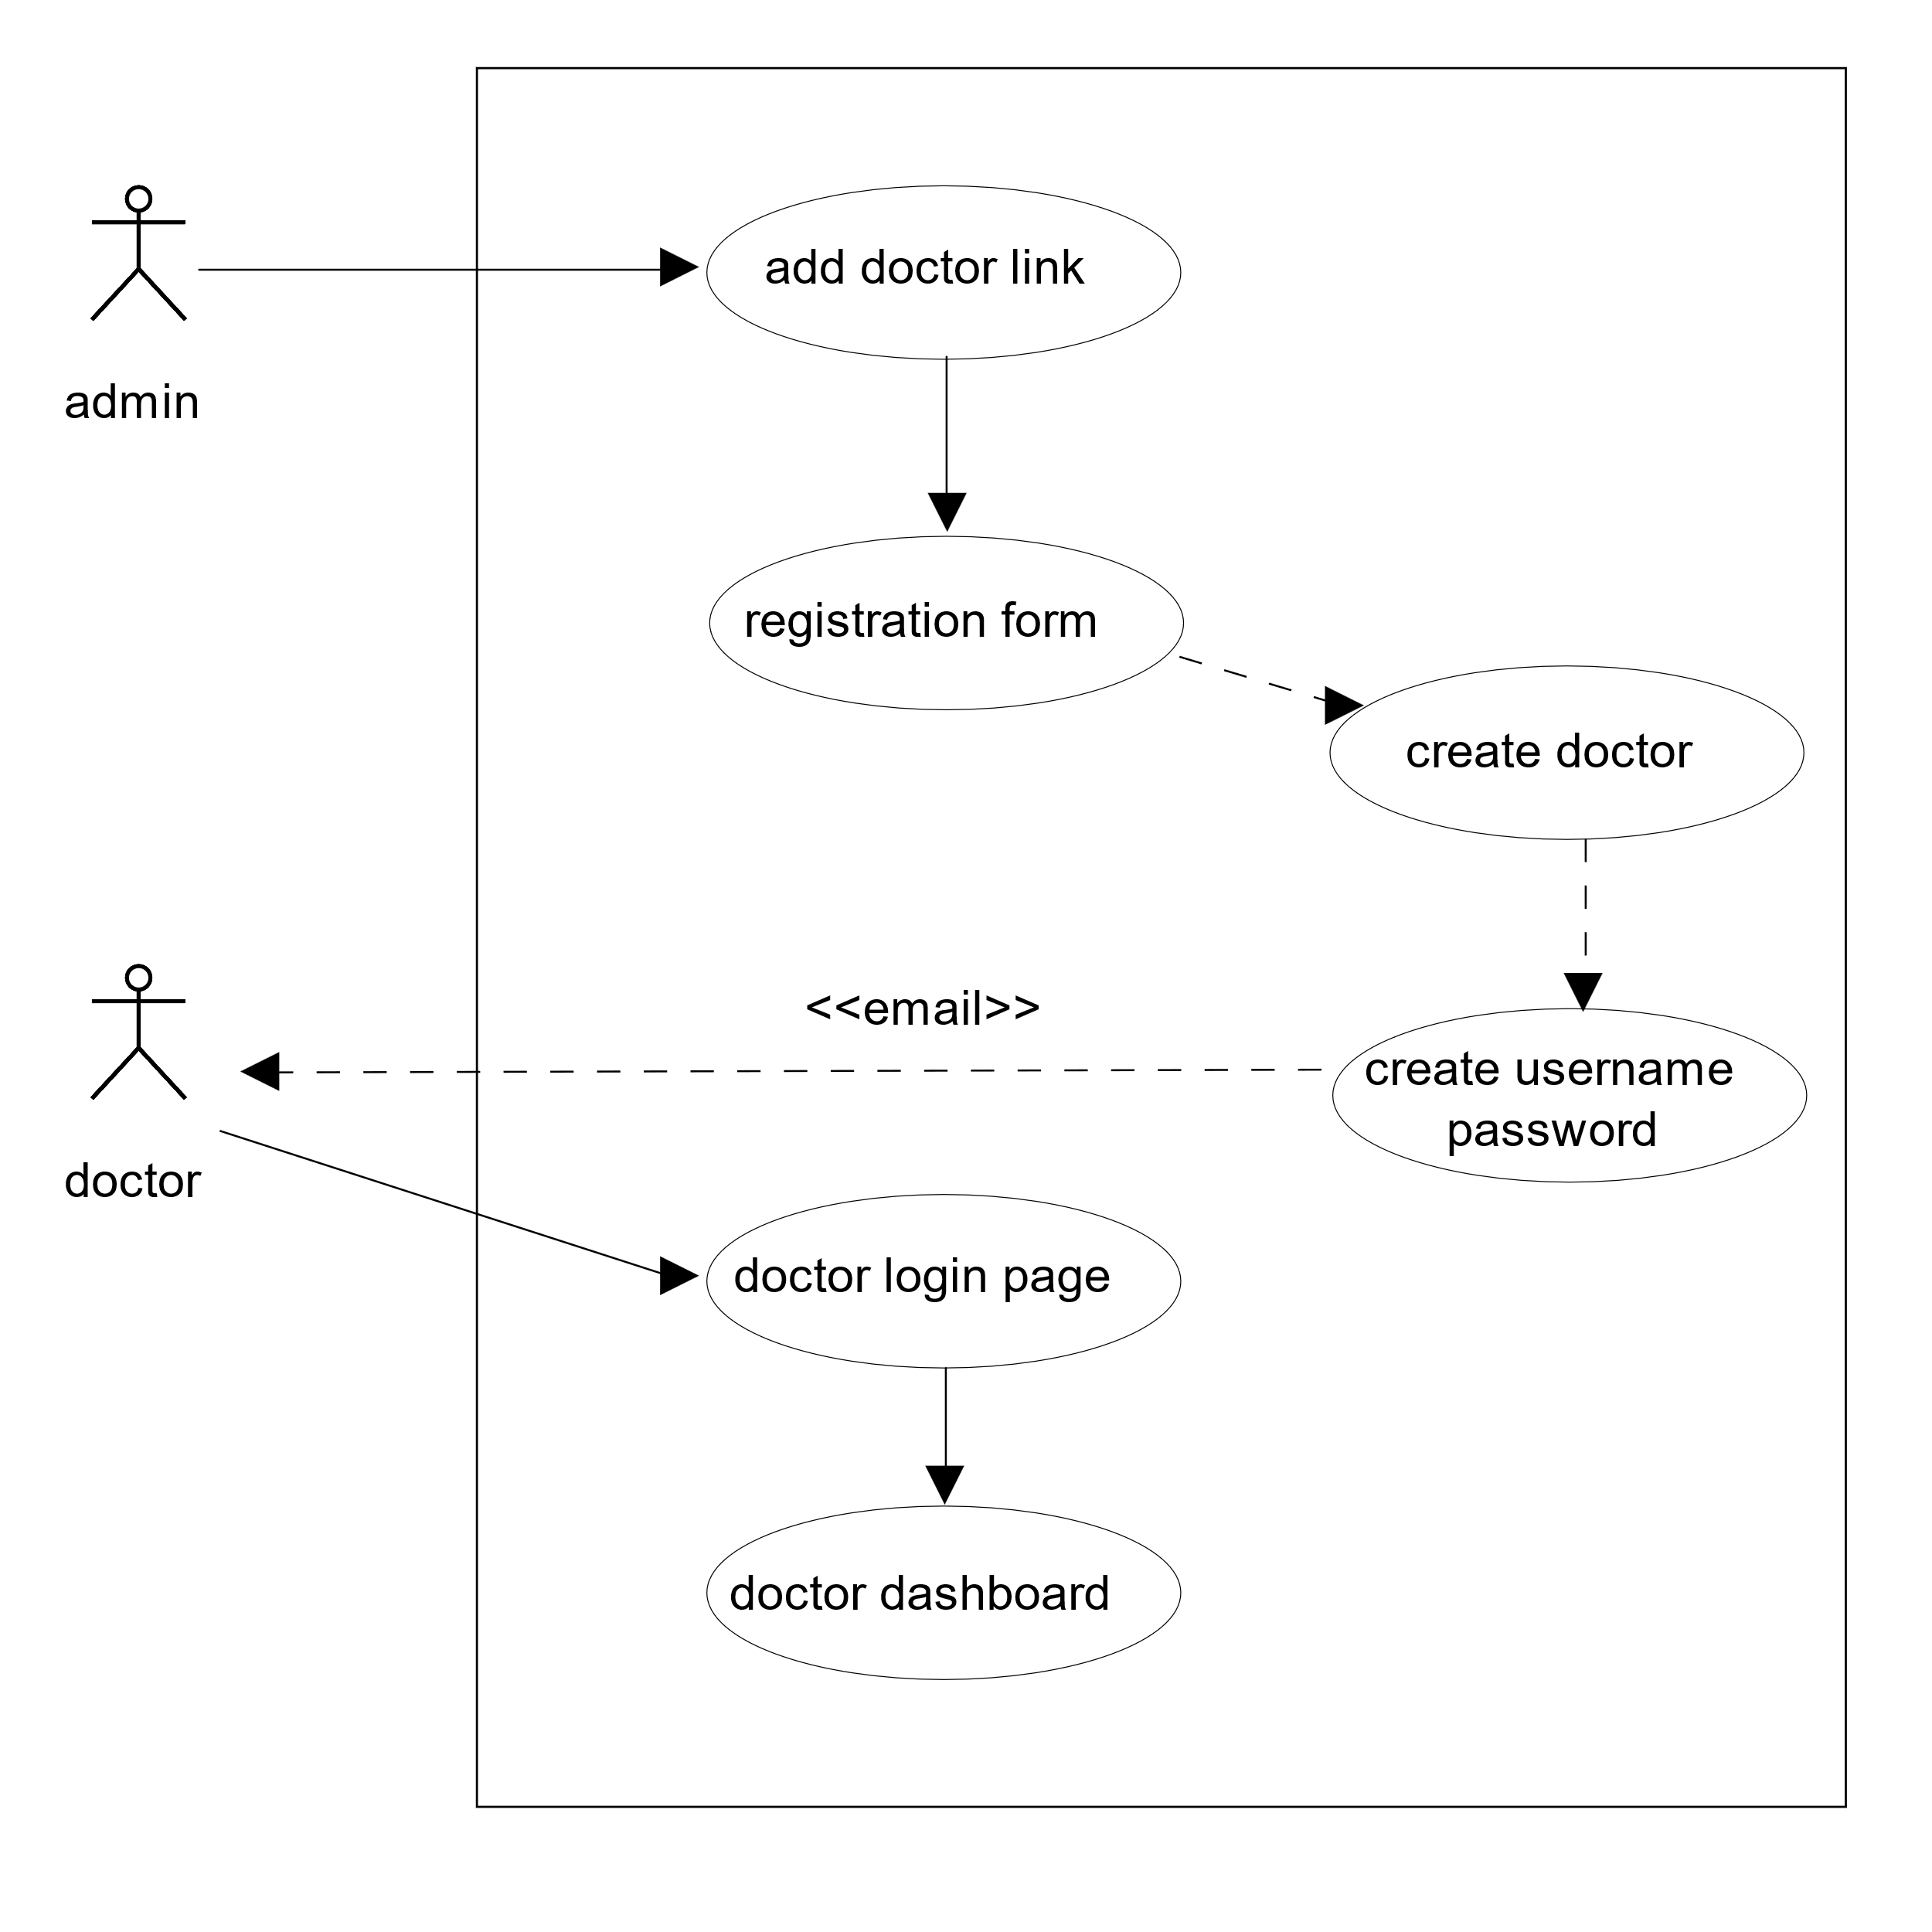 add doctor link
admin
registration form
create doctor
<<email>>
create username
password
doctor
doctor login page
doctor dashboard